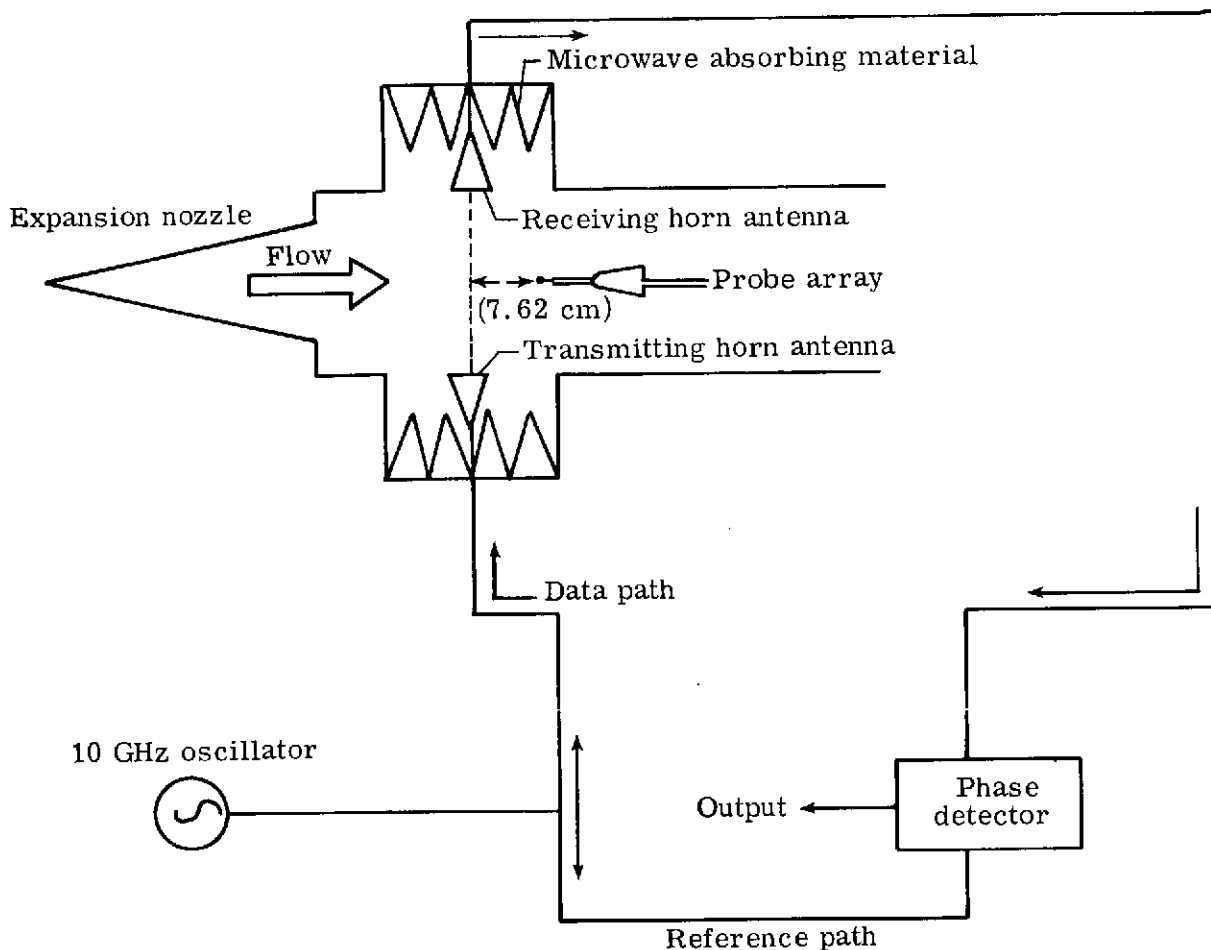 Microwave absorbing material
Expansion nozzle
Receiving horn antenna
Flow
Probe array
(7.62 cm)
Transmitting horn antenna
Data path
10 GHz oscillator
Output
Phase
detector
Reference path